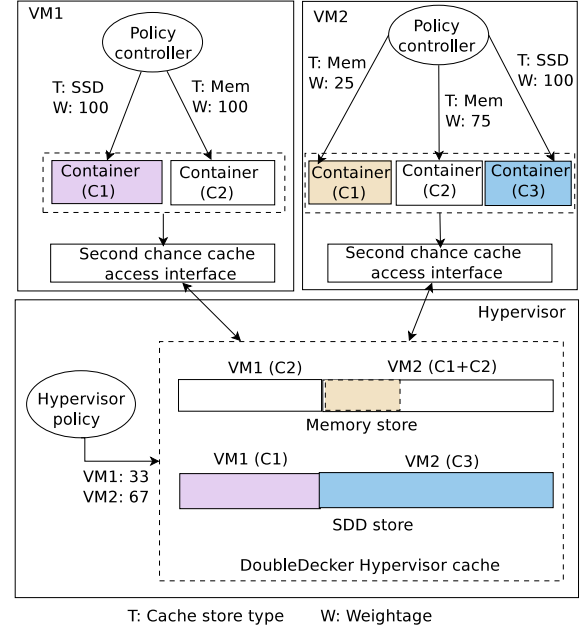 VM1
Policy
controller
T: SSD
W: 100
T: Mem
W: 100
Container
(C1)
Container
(C2)
Second chance cache
access interface
VM2
Policy
controller
T: Mem
W: 25
T: Mem
W: 75
T: SSD
W: 100
Container
(C1)
Container
(C2)
Container
(C3)
Second chance cache
access interface
Hypervisor
Hypervisor
policy
VM1: 33
VM2: 67
VM1 (C2)
VM2 (C1+C2)
Memory store
VM1 (C1)
VM2 (C3)
SDD store
DoubleDecker Hypervisor cache
T: Cache store type
W: Weightage